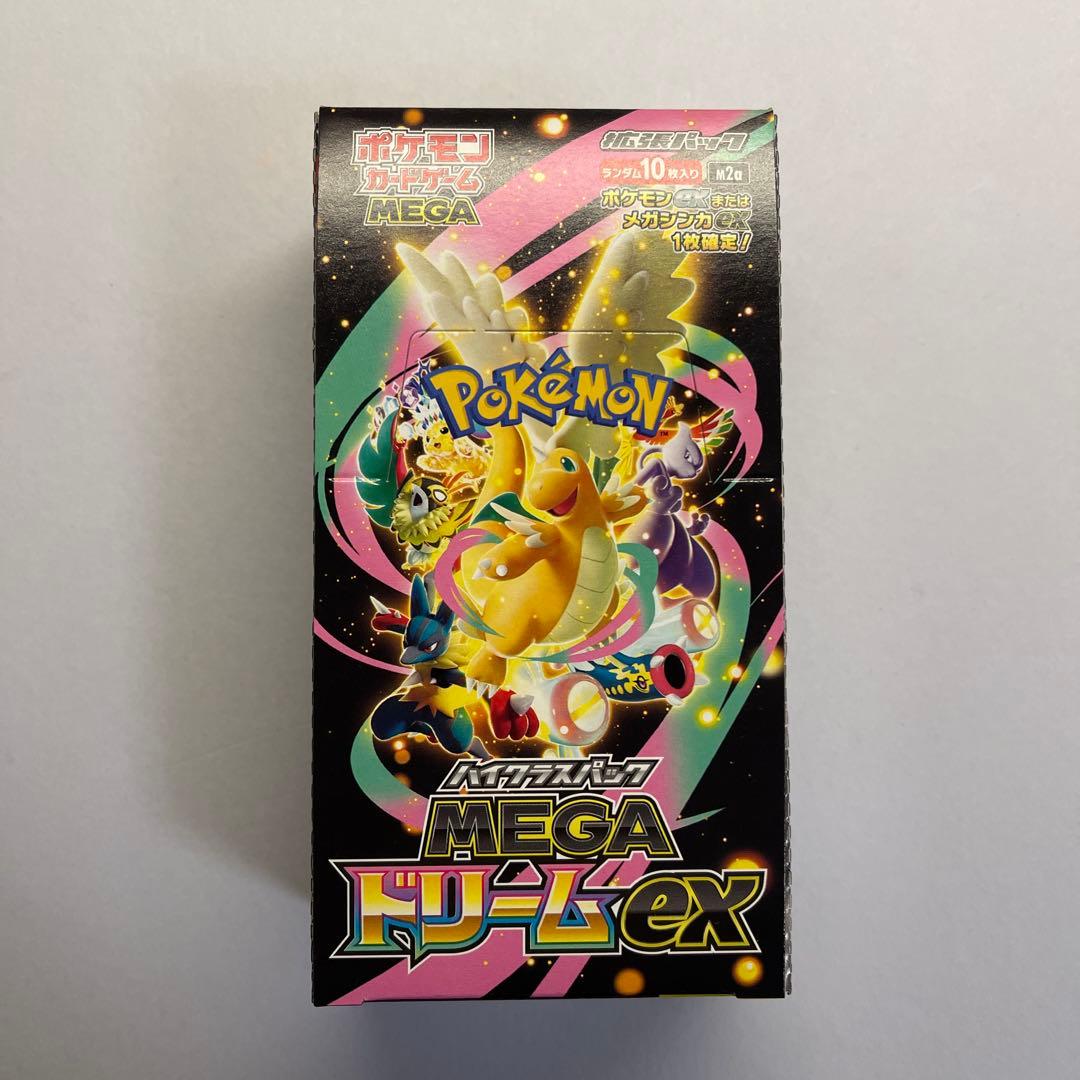 ポケモン
カードゲーム
MEGA
拡張パック
ランダム10枚入り M2a
ポケモンexまたは
メガシンカex
1枚確定!
POKéMON
TM
ハイクラスパック
MEGA
ドリームex